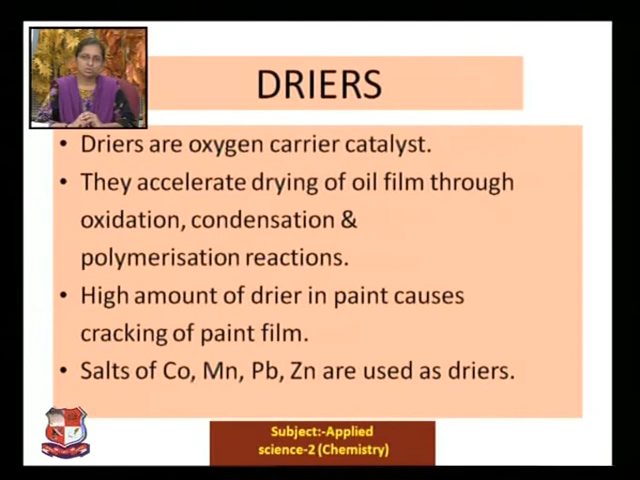 DRIERS
• Driers are oxygen carrier catalyst.
• They accelerate drying of oil film through
oxidation, condensation &
polymerisation reactions.
• High amount of drier in paint causes
cracking of paint film.
• Salts of Co, Mn, Pb, Zn are used as driers.
Subject:-Applied
science-2 (Chemistry)